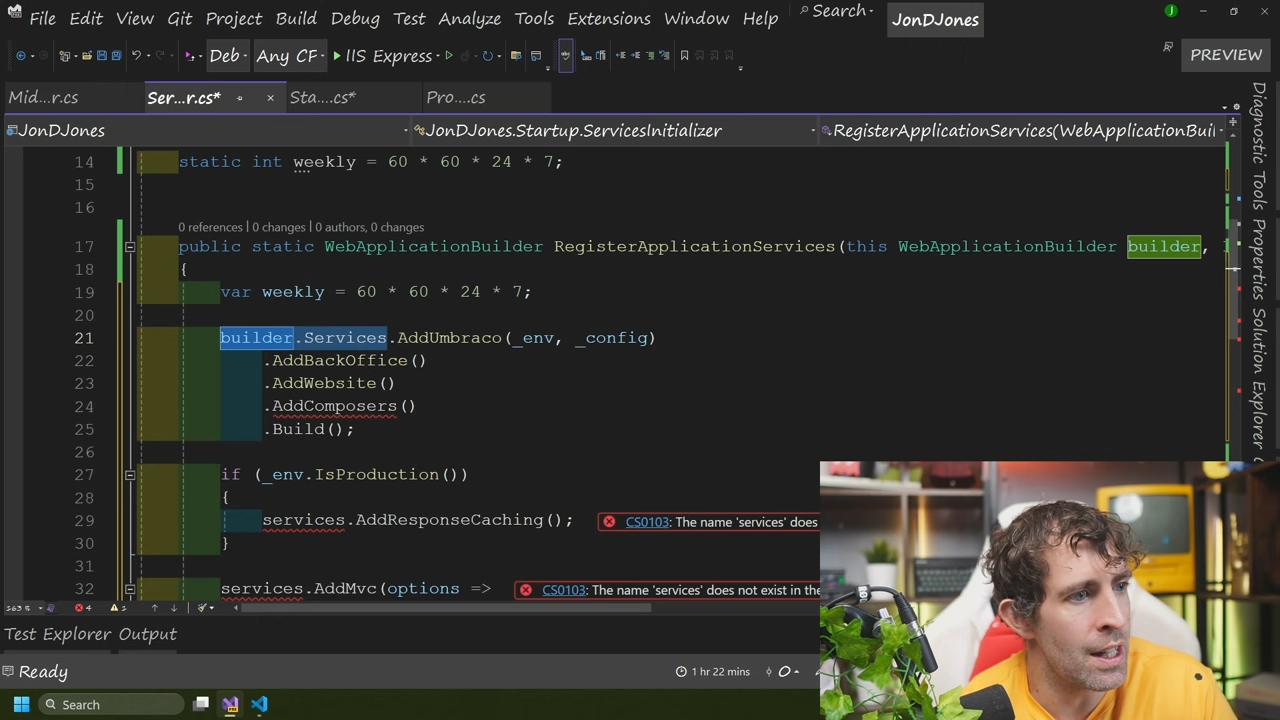 File Edit View Git Project Build Debug Test Analyze Tools Extensions Window Help Search JonDJones
Deb Any CF IIS Express PREVIEW
Mid...r.cs Ser...r.cs* Sta...cs* Pro...cs
JonDJones JonDJones.Startup.ServicesInitializer RegisterApplicationServices(WebApplicationBuil
14 static int weekly = 60 * 60 * 24 * 7;
15
16
0 references | 0 changes | 0 authors, 0 changes
17 public static WebApplicationBuilder RegisterApplicationServices(this WebApplicationBuilder builder,
18 {
19 var weekly = 60 * 60 * 24 * 7;
20
21 builder.Services.AddUmbraco(_env, _config)
22 .AddBackOffice()
23 .AddWebsite()
24 .AddComposers()
25 .Build();
26
27 if (_env.IsProduction())
28 {
29 services.AddResponseCaching(); CS0103: The name 'services' does
30 }
31
32 services.AddMvc(options => CS0103: The name 'services' does not exist in the
4 3
Test Explorer Output
Ready 1 hr 22 mins 0
Search
Diagnostic Tools Properties Solution Explorer